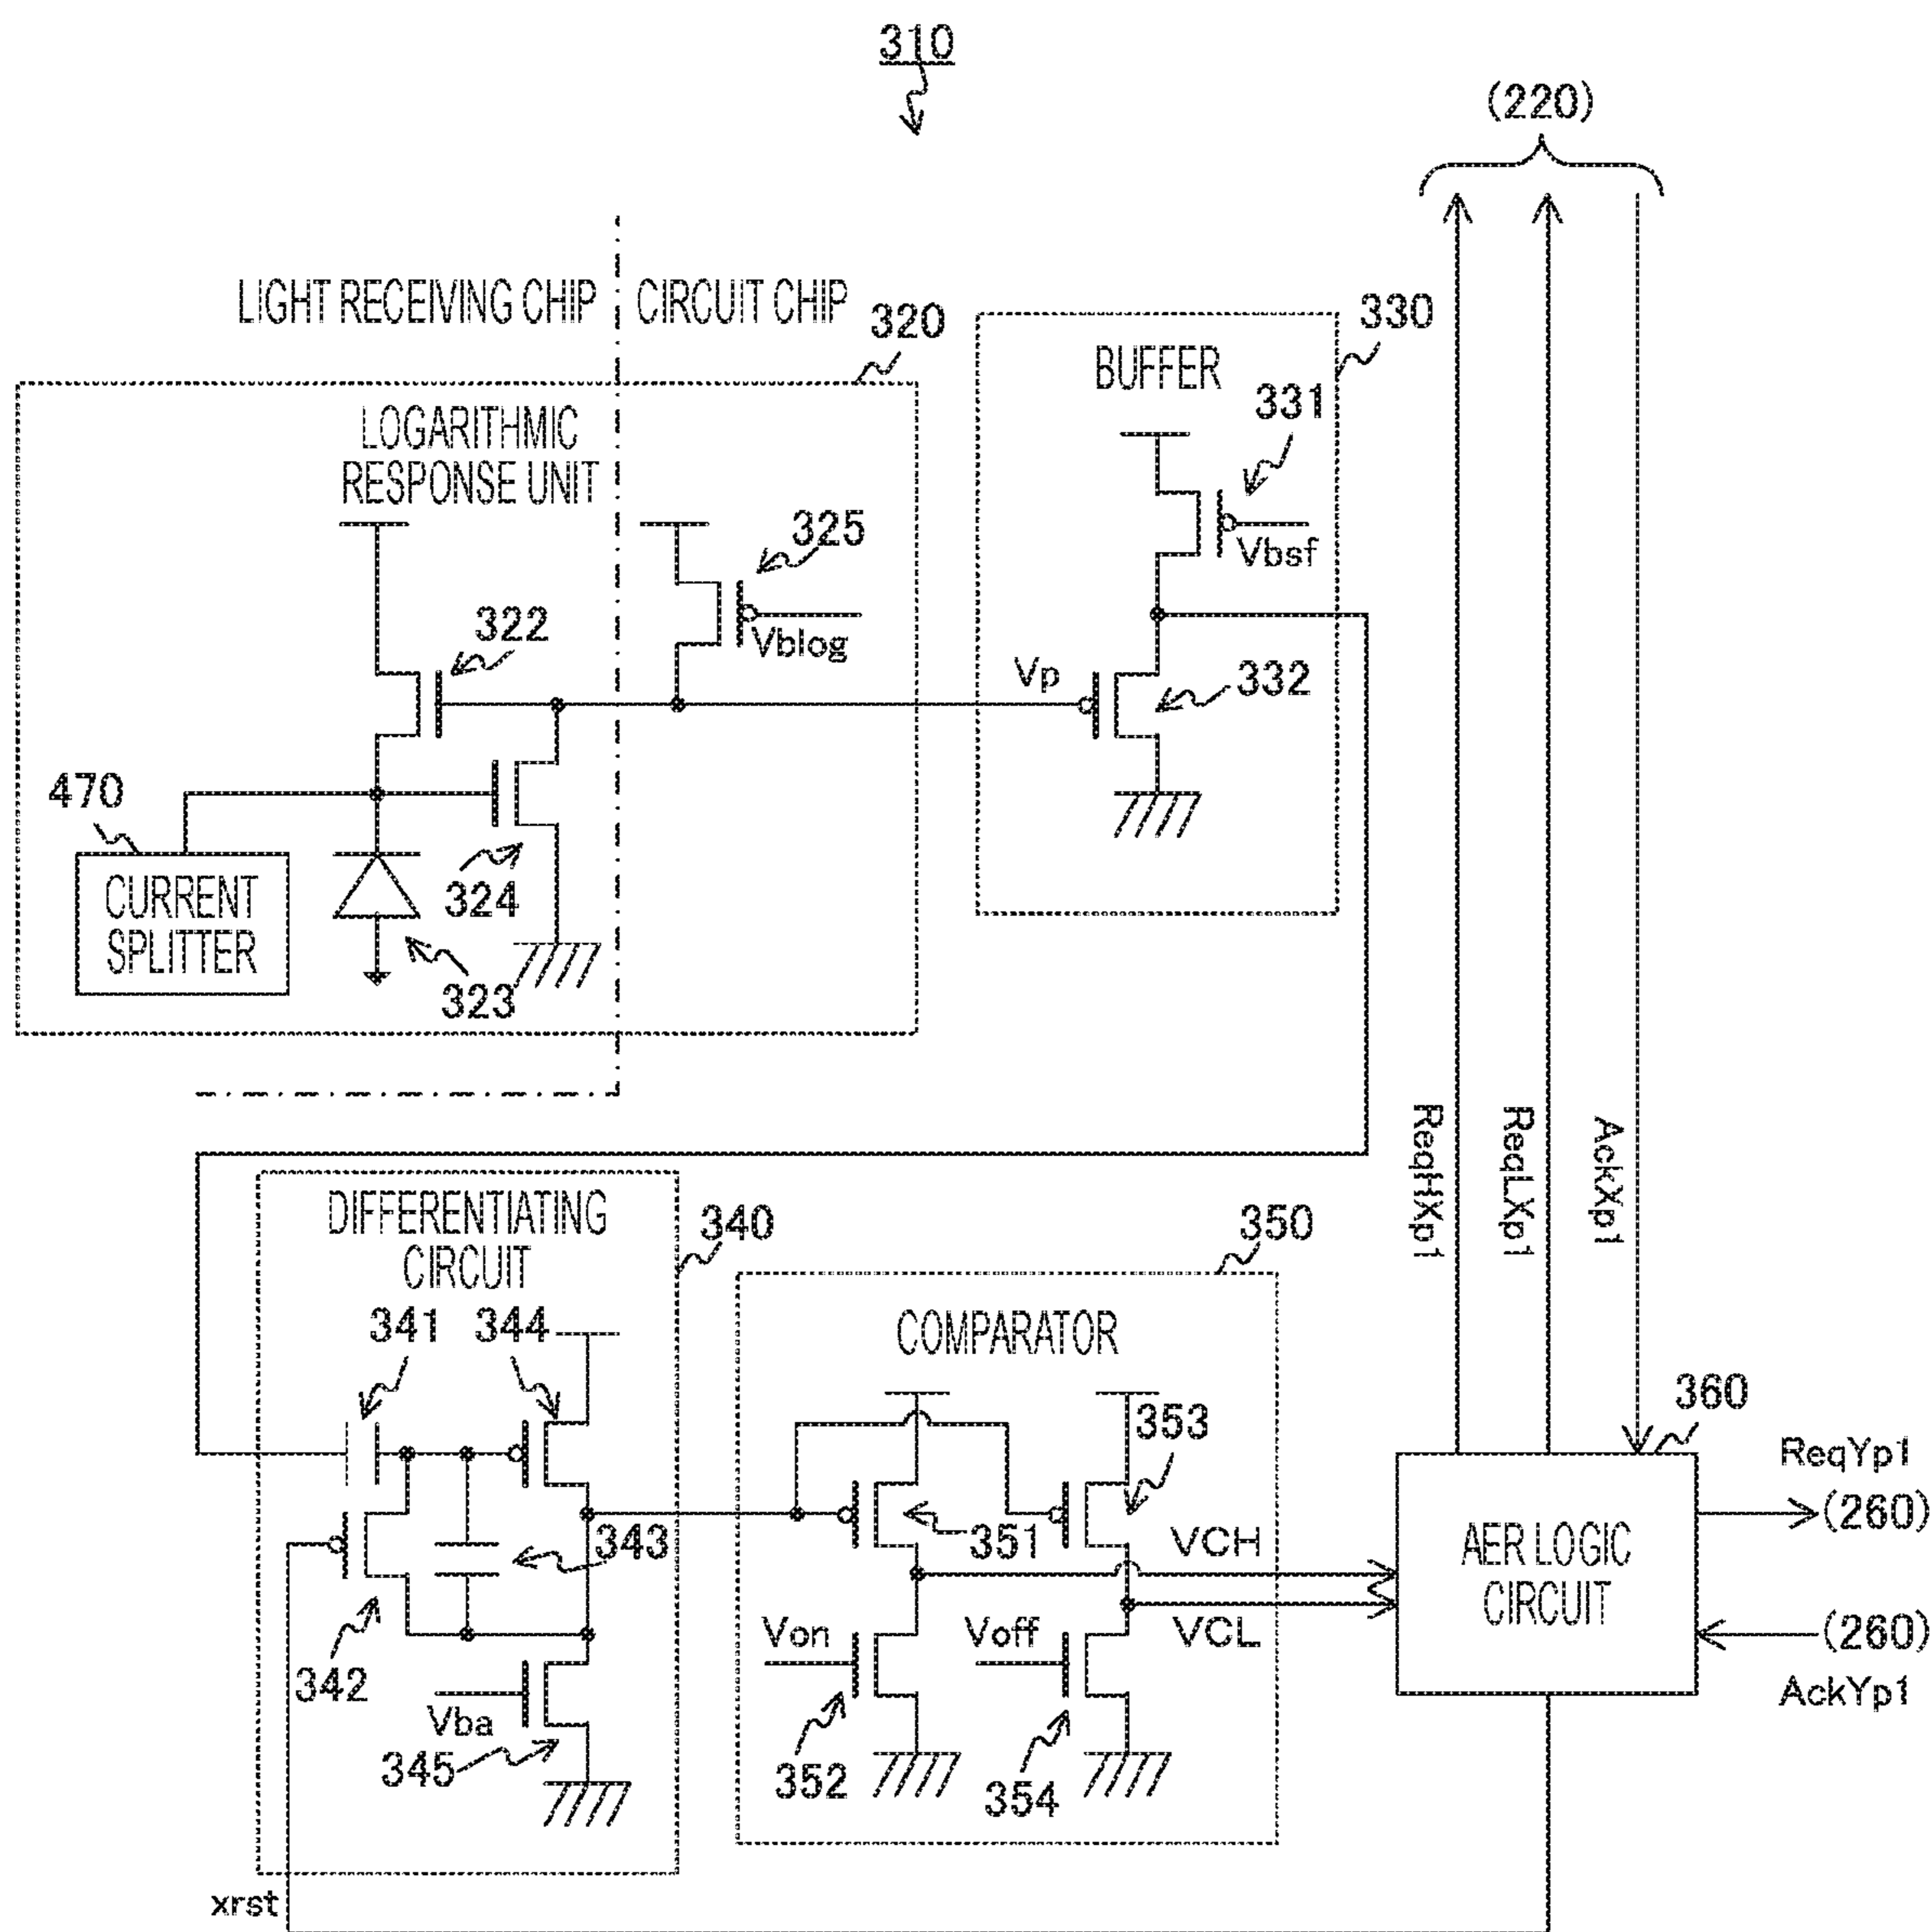 310
(220)
LIGHT RECEIVING CHIP
CIRCUIT CHIP
320
330
BUFFER
331
Vbsf
LOGARITHMIC
RESPONSE UNIT
325
322
Vblog
Vp
332
470
CURRENT
SPLITTER
324
323
ReqHXp1
ReqLXp1
AckXp1
DIFFERENTIATING
CIRCUIT
340
350
341
344
COMPARATOR
353
360
ReqYp1
(260)
343
351
VCH
AER LOGIC
CIRCUIT
342
Von
Voff
VCL
(260)
AckYp1
Vba
345
352
354
xrst